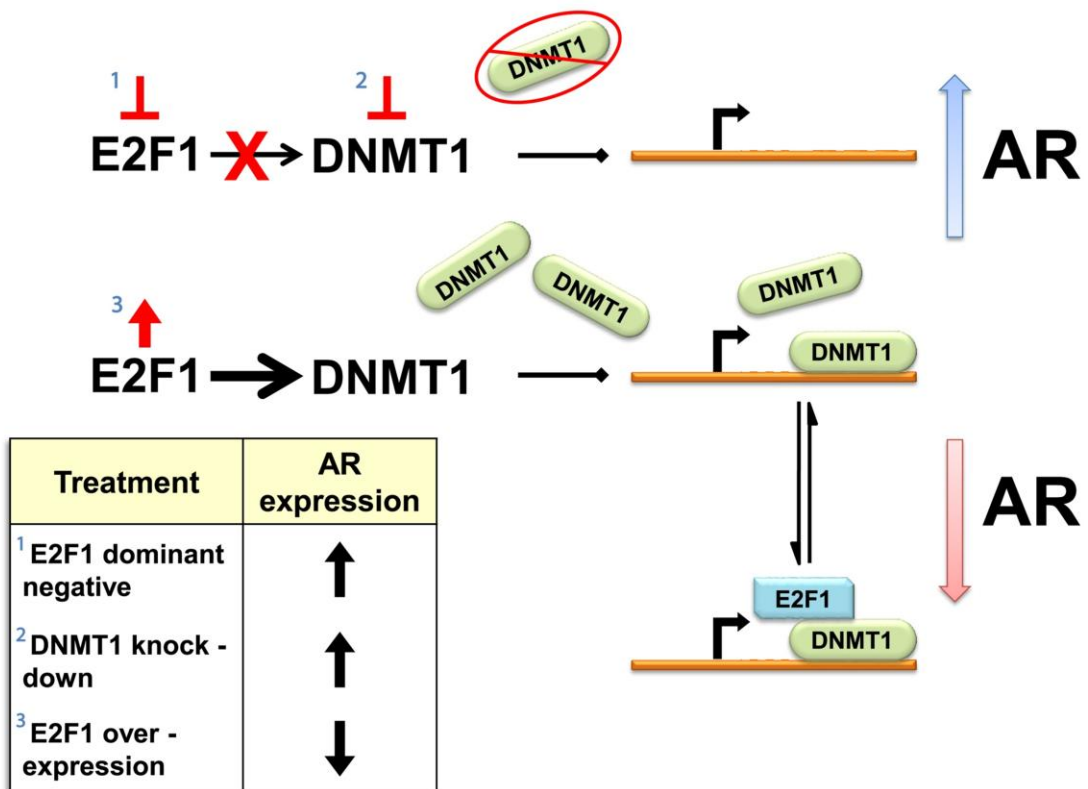 DNMT1
1
2
E2F1 DNMT1
AR
DNMT1
DNMT1
DNMT1
3
E2F1 DNMT1
DNMT1
Treatment AR expression
1 E2F1 dominant negative
2 DNMT1 knock - down
3 E2F1 over - expression
AR
E2F1
DNMT1